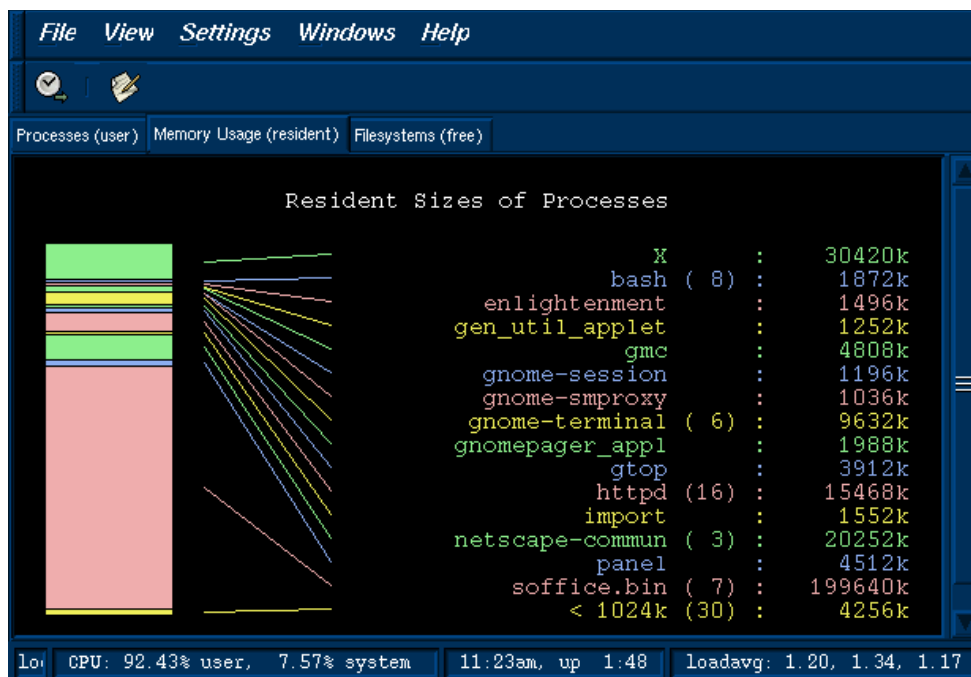 File View Settings Windows Help
Processes (user) Memory Usage (resident) Filesystems (free)
Resident Sizes of Processes
X : 30420k
bash ( 8) : 1872k
enlightenment : 1496k
gen_util_applet : 1252k
gmc : 4808k
gnome-session : 1196k
gnome-smproxy : 1036k
gnome-terminal ( 6) : 9632k
gnomepager_appl : 1988k
gtop : 3912k
httpd (16) : 15468k
import : 1552k
netscape-commun ( 3) : 20252k
panel : 4512k
soffice.bin ( 7) : 199640k
< 1024k (30) : 4256k
CPU: 92.43% user, 7.57% system 11:23am, up 1:48 loadavg: 1.20, 1.34, 1.17